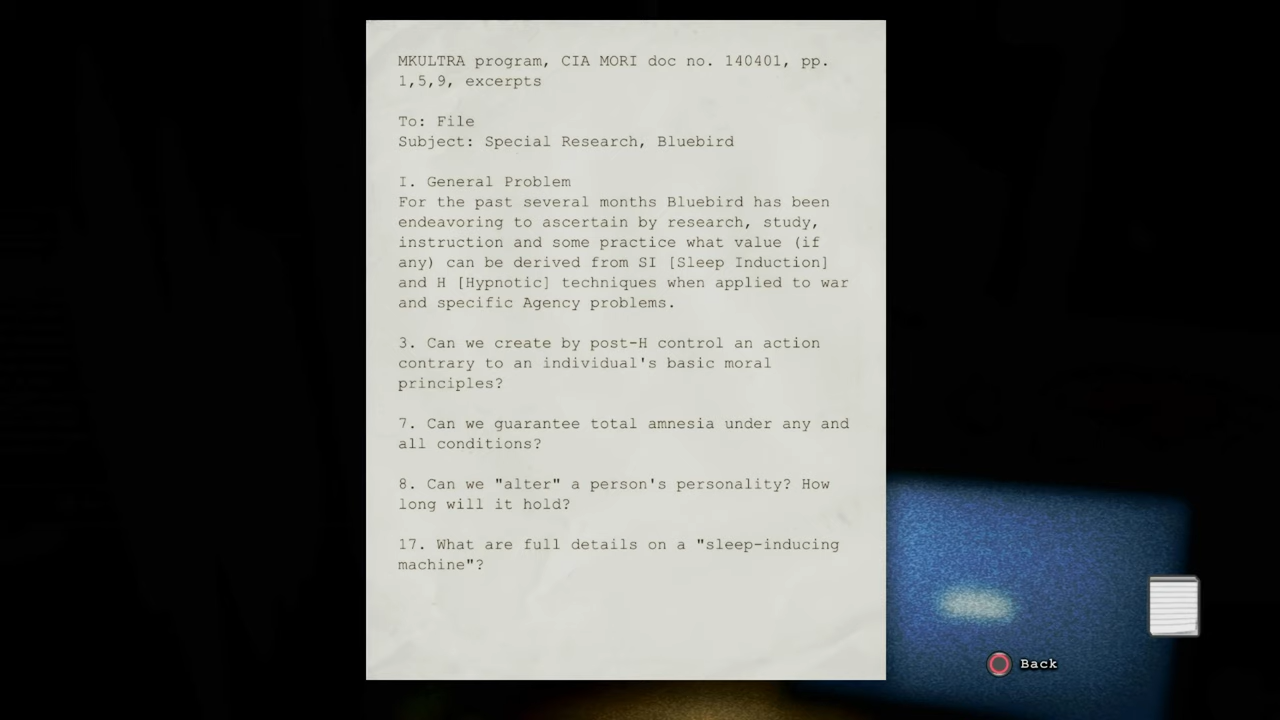 MKULTRA program, CIA MORI doc no. 140401, pp.
1,5,9, excerpts
To: File
Subject: Special Research, Bluebird
I. General Problem
For the past several months Bluebird has been
endeavoring to ascertain by research, study,
instruction and some practice what value (if
any) can be derived from SI [Sleep Induction]
and H [Hypnotic] techniques when applied to war
and specific Agency problems.
3. Can we create by post-H control an action
contrary to an individual's basic moral
principles?
7. Can we guarantee total amnesia under any and
all conditions?
8. Can we "alter" a person's personality? How
long will it hold?
17. What are full details on a "sleep-inducing
machine"?
Back